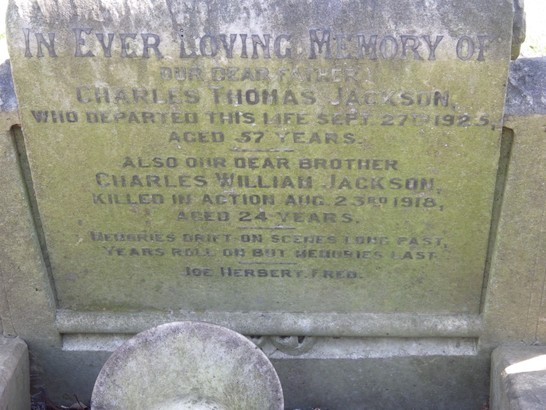 In Ever Loving Memory of
our dear father
Charles Thomas Jackson,
who departed this life Sept. 27th 1925,
aged 57 years.
also our dear brother
Charles William Jackson,
killed in action Aug. 23rd 1918,
aged 24 years.
Memories drift on scenes long past,
Years roll on but memories last.
Joe Herbert. Fred.